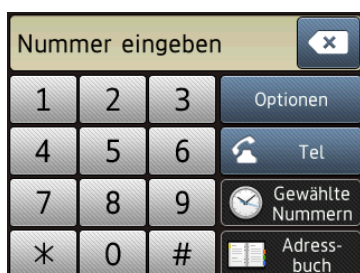 Nummer eingeben
1 2 3 Optionen
4 5 6 Tel
7 8 9 Gewählte
Nummern
* 0 # Adress-
buch